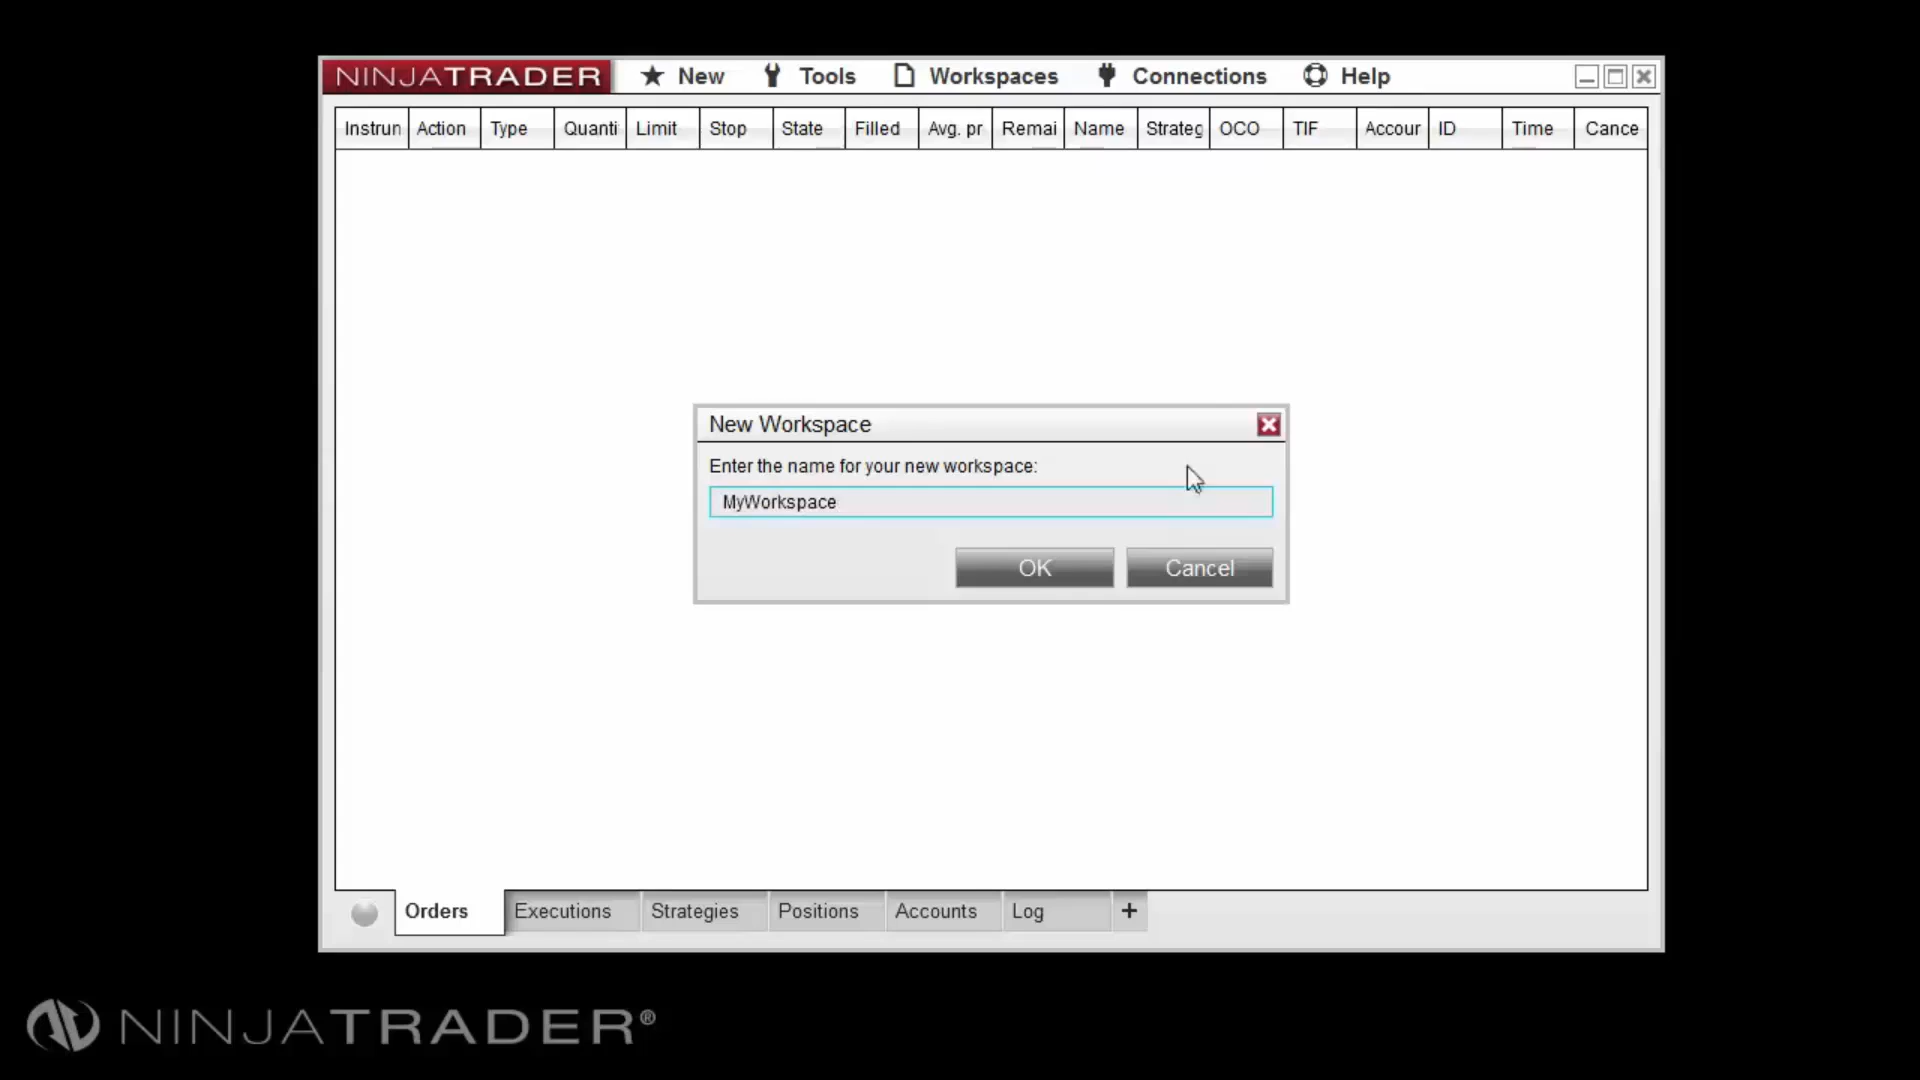 NINJATRADER New Tools Workspaces Connections Help
Instrun Action Type Quanti Limit Stop State Filled Avg. pr Remai Name Strateg OCO TIF Accour ID Time Cance
New Workspace
Enter the name for your new workspace:
MyWorkspace
OK Cancel
Orders Executions Strategies Positions Accounts Log +
NINJATRADER®